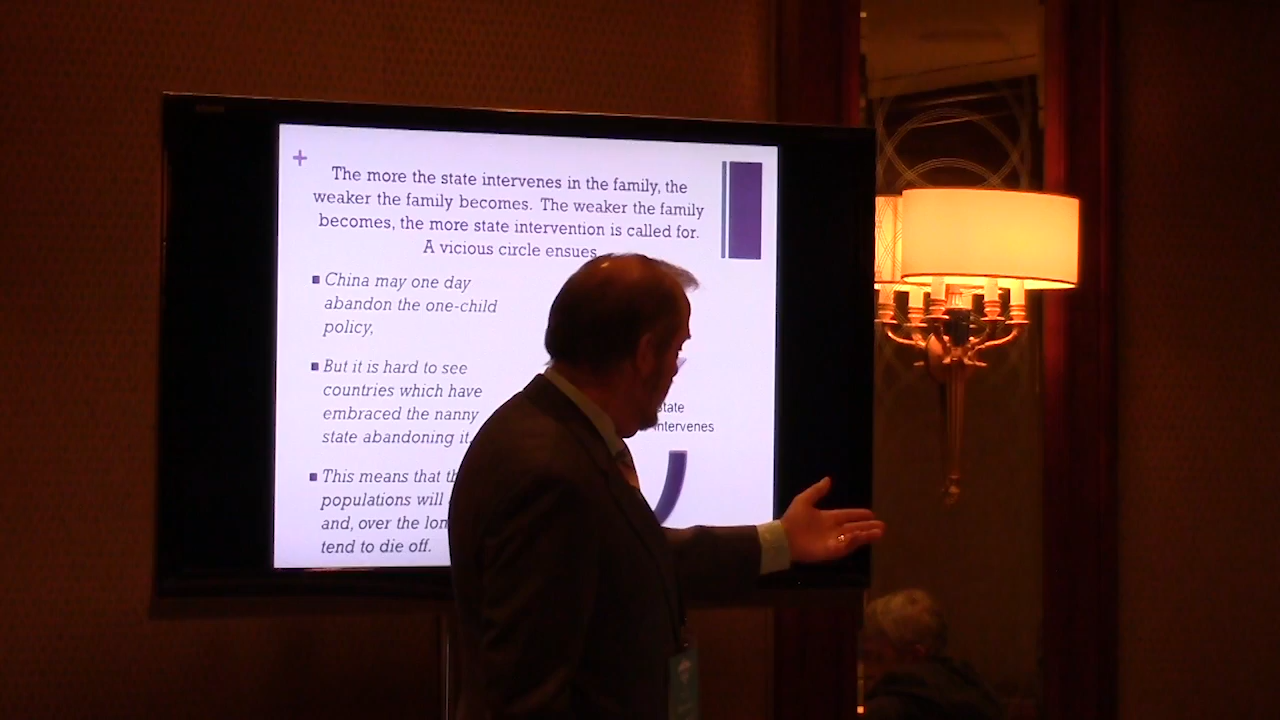 The more the state intervenes in the family, the
weaker the family becomes. The weaker the family
becomes, the more state intervention is called for.
A vicious circle ensues
China may one day
abandon the one-child
policy,
But it is hard to see
countries which have
embraced the nanny
state abandoning it.
This means that
populations will
and, over the
tend to die off.
State
Intervenes